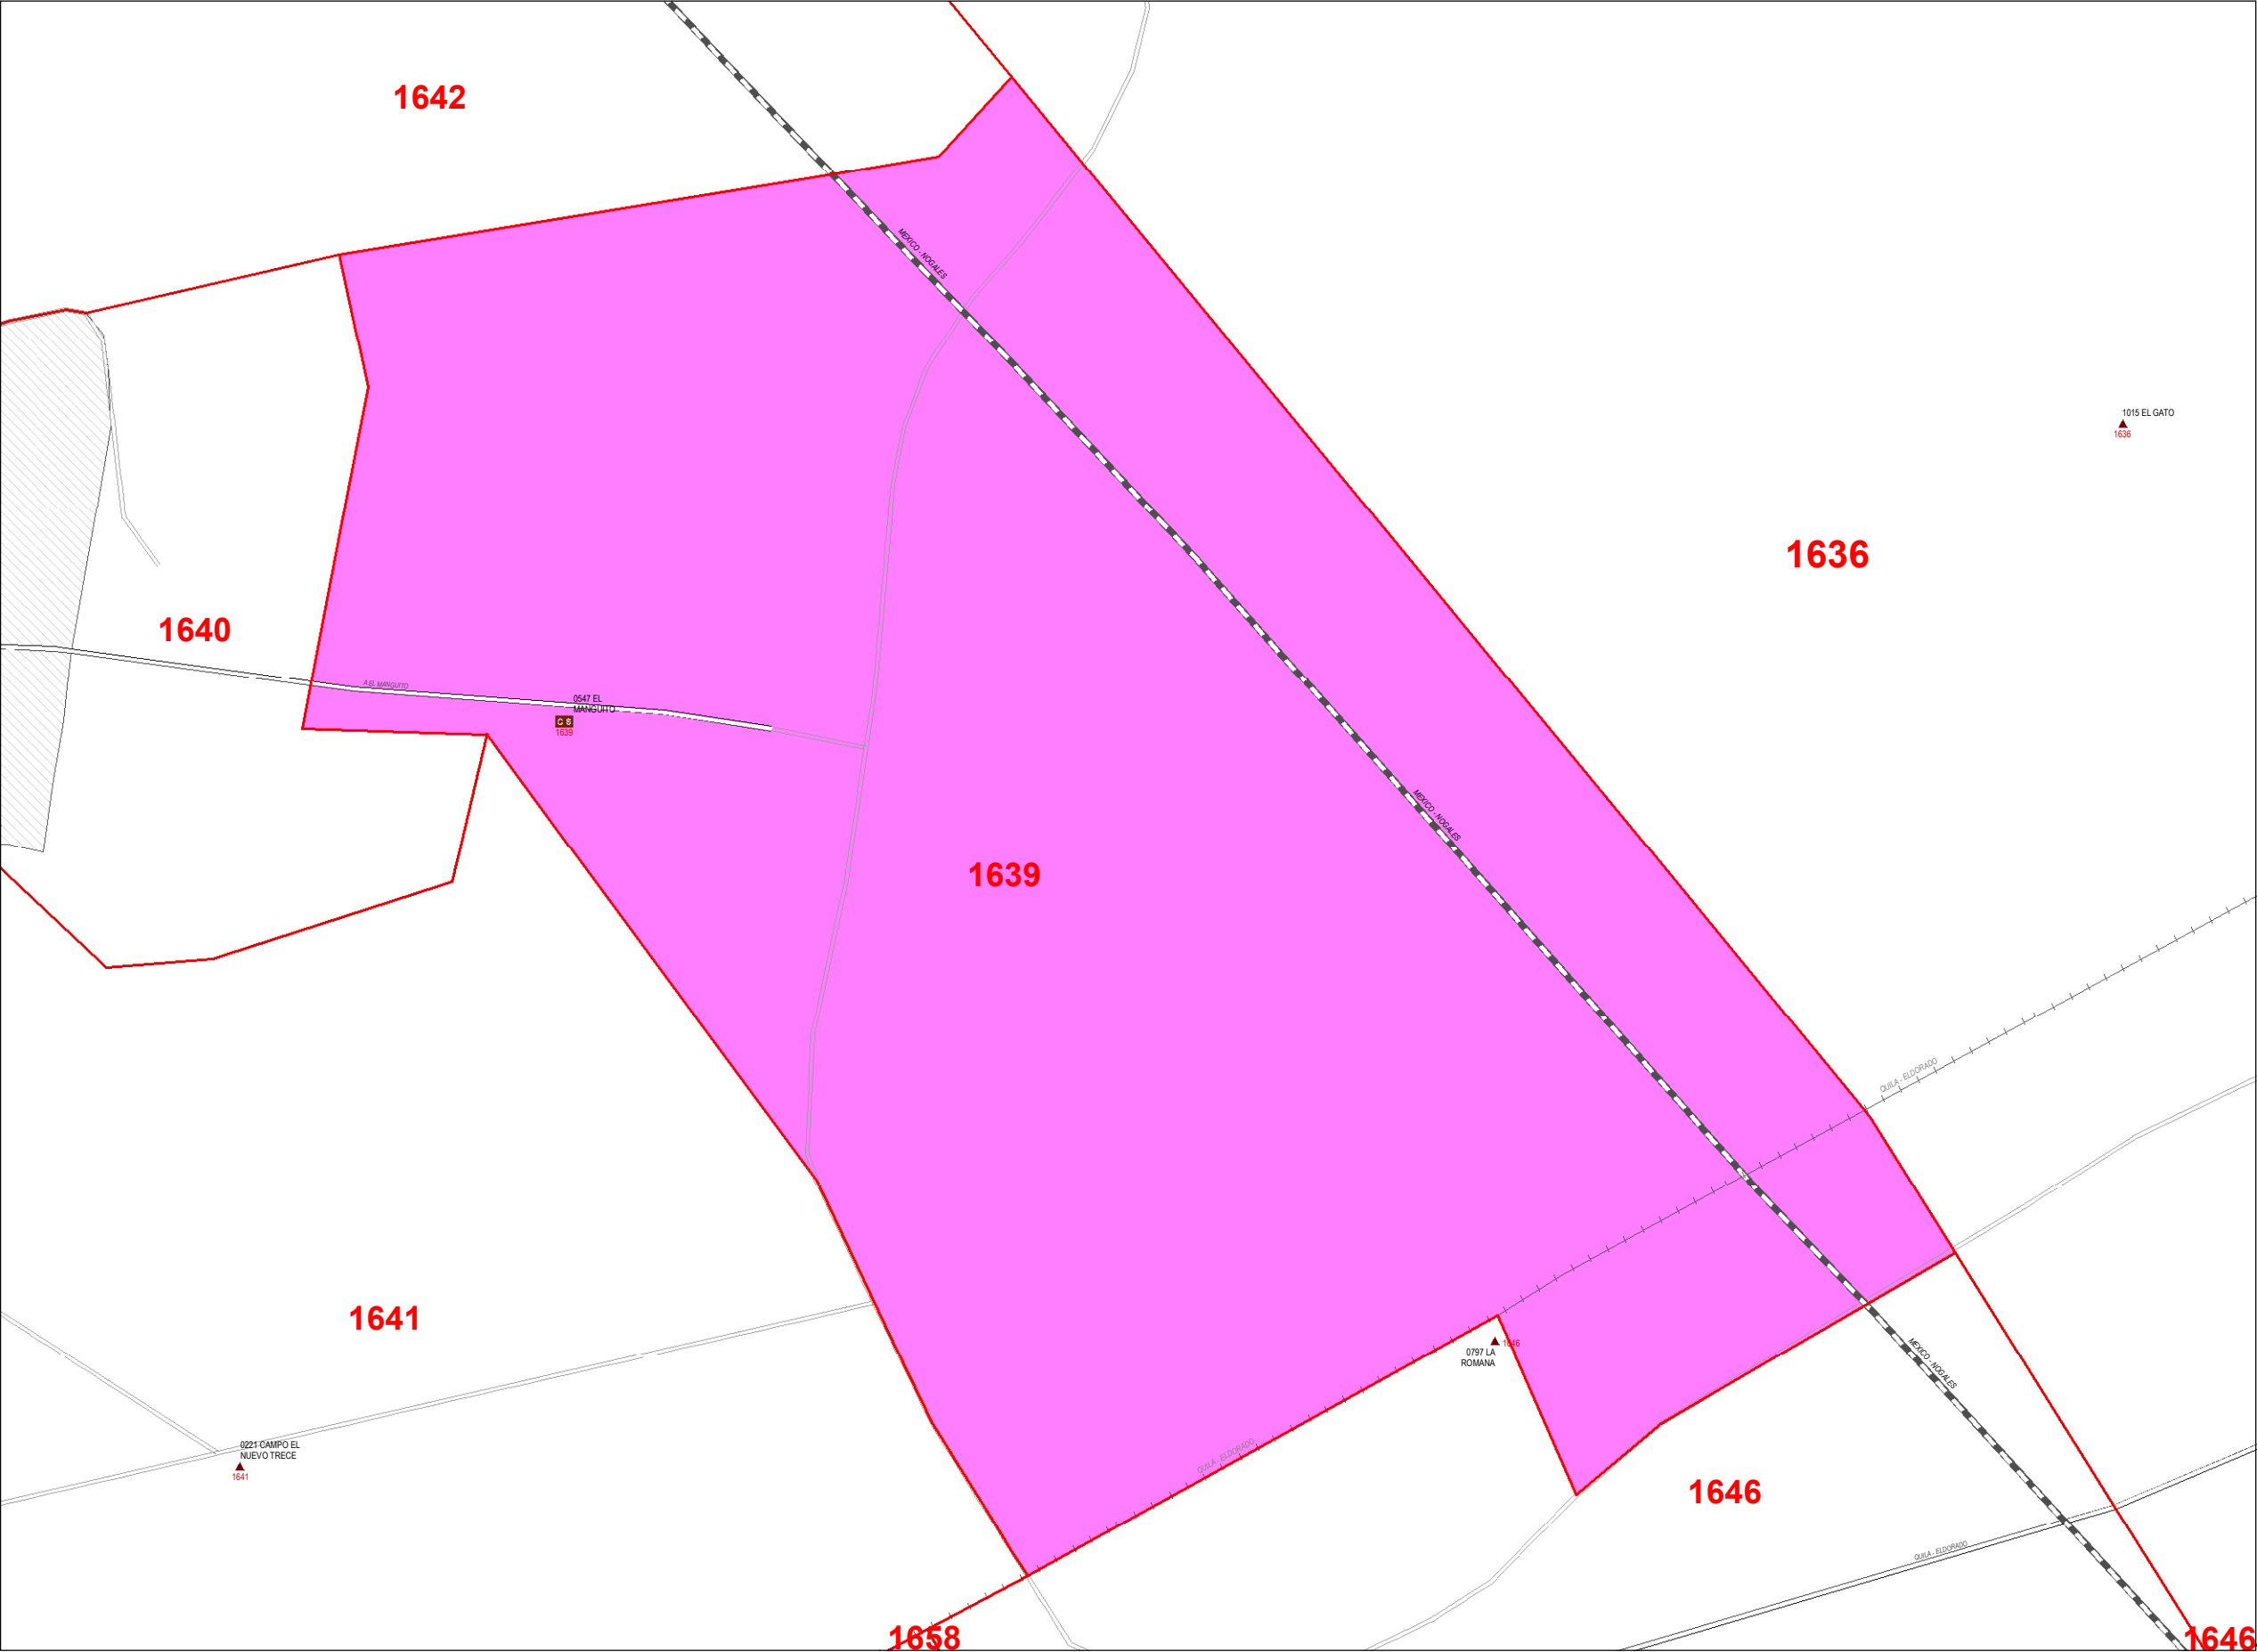 1642
MEXICO - NOGALES
1015 EL GATO
1636
1636
1640
A EL MANGUITO
0547 EL
MANGUITO
C S
1639
MEXICO - NOGALES
1639
QUILA - ELDORADO
1641
1646
0797 LA
ROMANA
MEXICO - NOGALES
0221 CAMPO EL
NUEVO TRECE
1641
QUILA - ELDORADO
1646
QUILA - ELDORADO
1658
1646